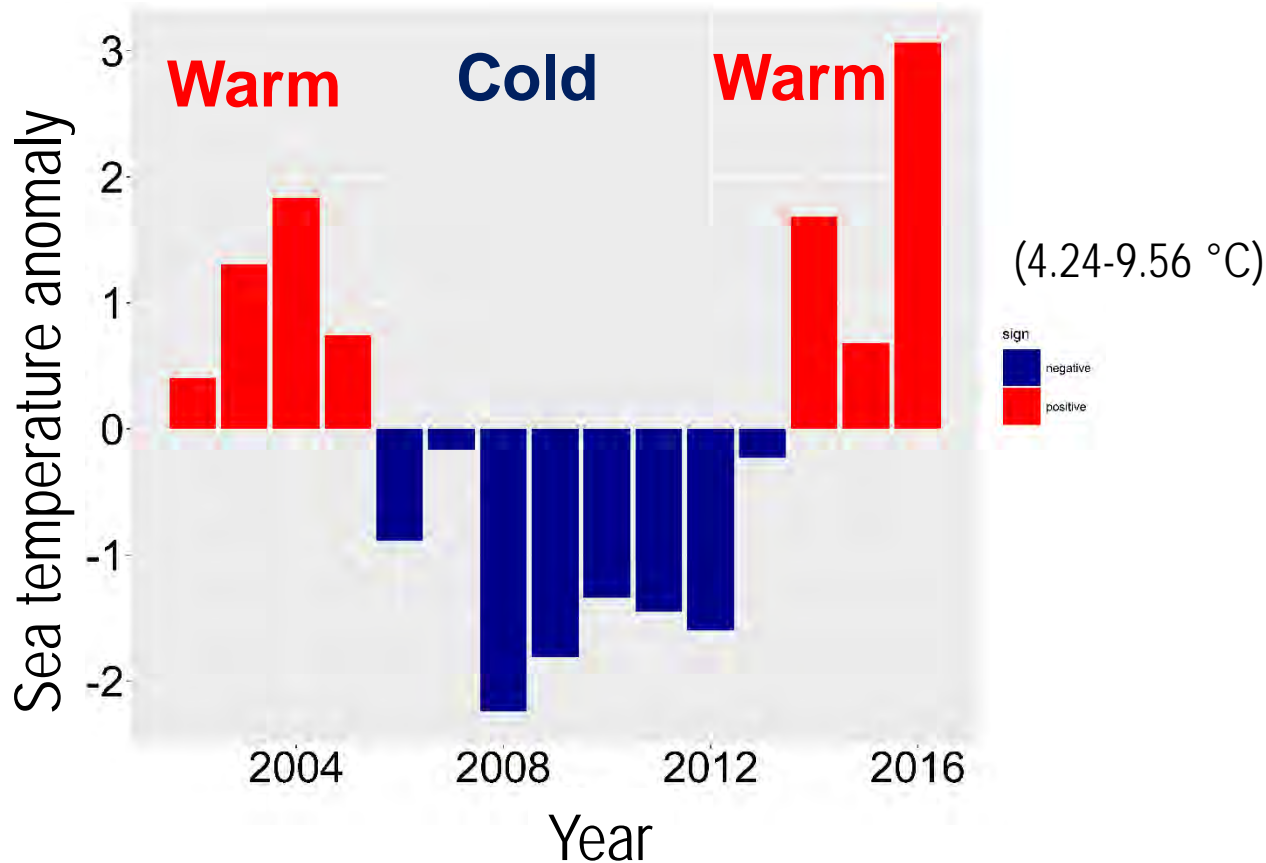 Warm Cold Warm
Sea temperature anomaly
3
2
1
0
-1
-2
2004 2008 2012 2016
Year
(4.24-9.56 °C)
sign
negative
positive